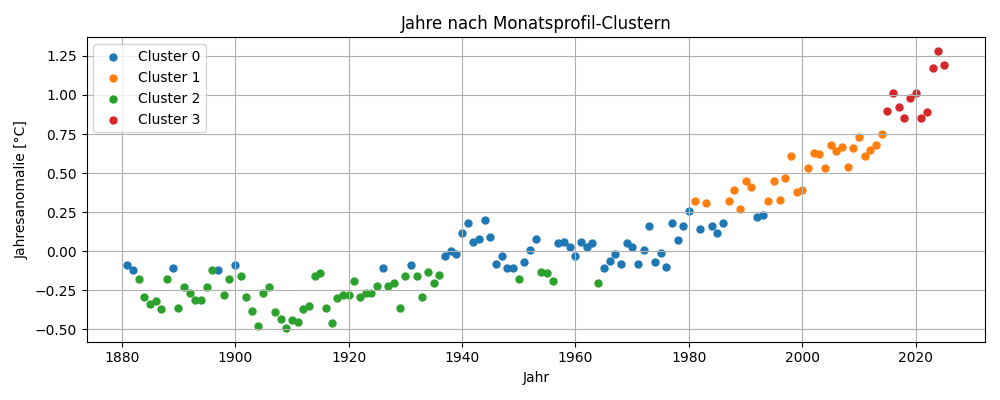 Jahre nach Monatsprofil-Clustern
Jahresanomalie [°C]
1.25
1.00
0.75
0.50
0.25
0.00
−0.25
−0.50
Cluster 0
Cluster 1
Cluster 2
Cluster 3
1880 1900 1920 1940 1960 1980 2000 2020
Jahr